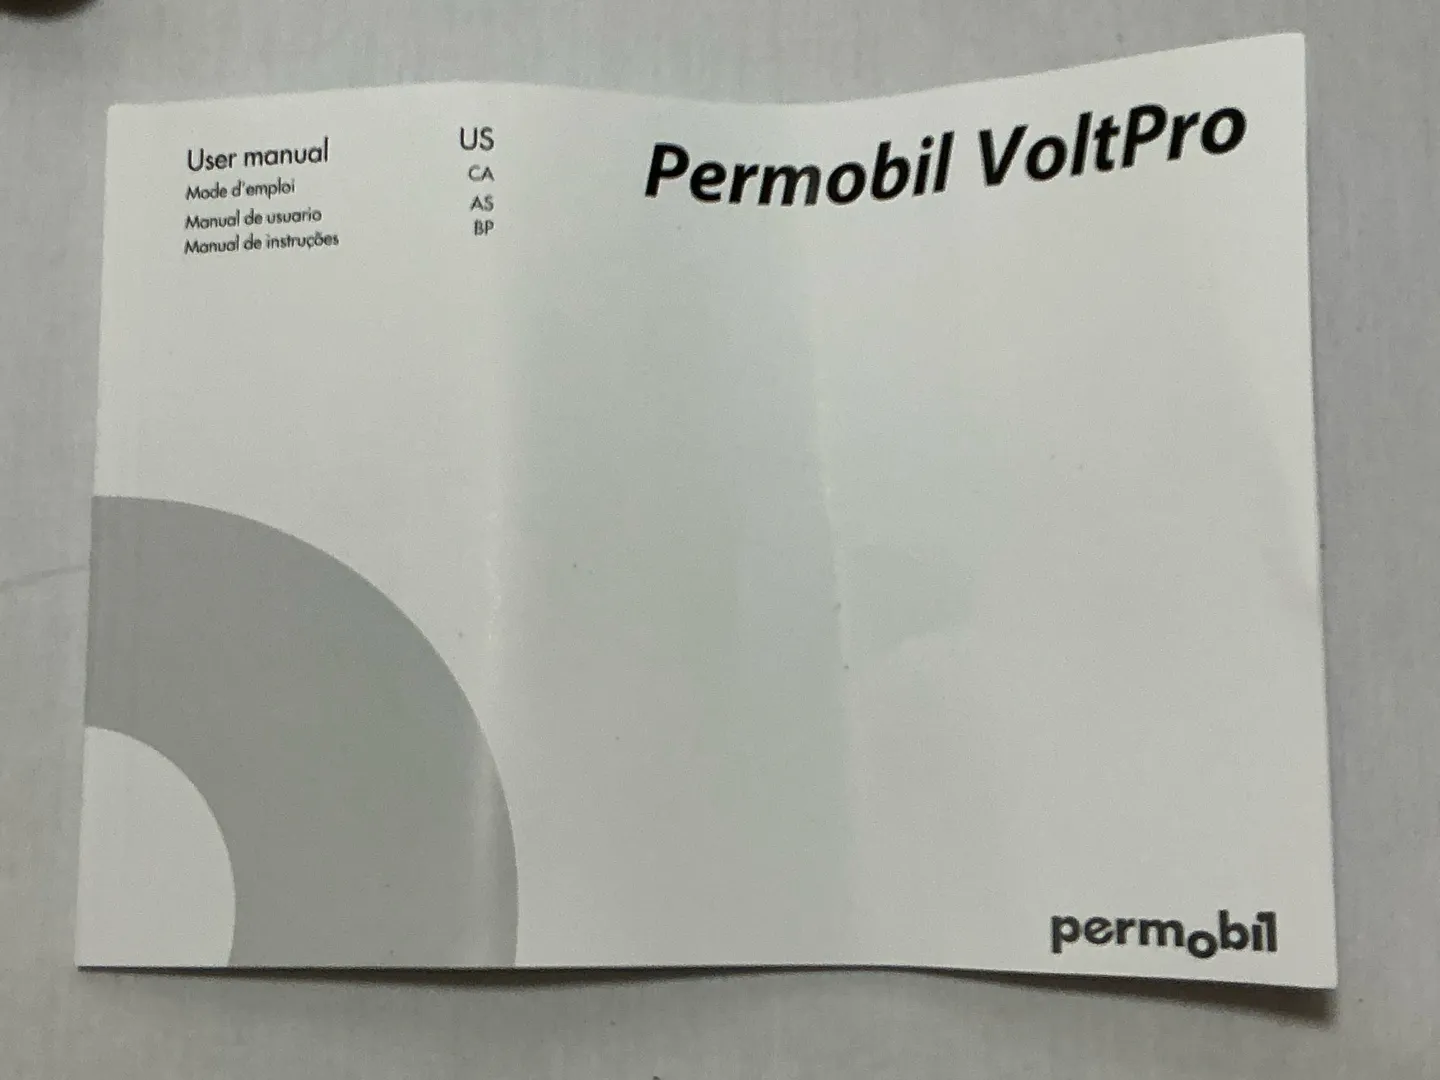 User manual US
Mode d'emploi CA
Manual de usuario AS
Manual de instruções BP
Permobil VoltPro
permobil